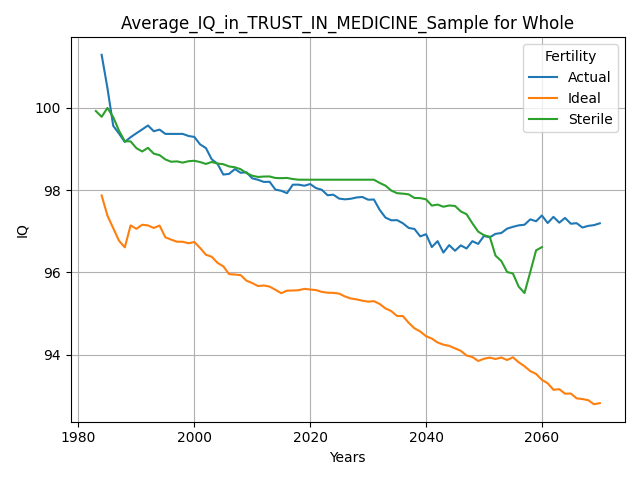 Average_IQ_in_TRUST_IN_MEDICINE_Sample for Whole
Fertility
Actual
Ideal
Sterile
IQ
100
98
96
94
1980
2000
2020
2040
2060
Years